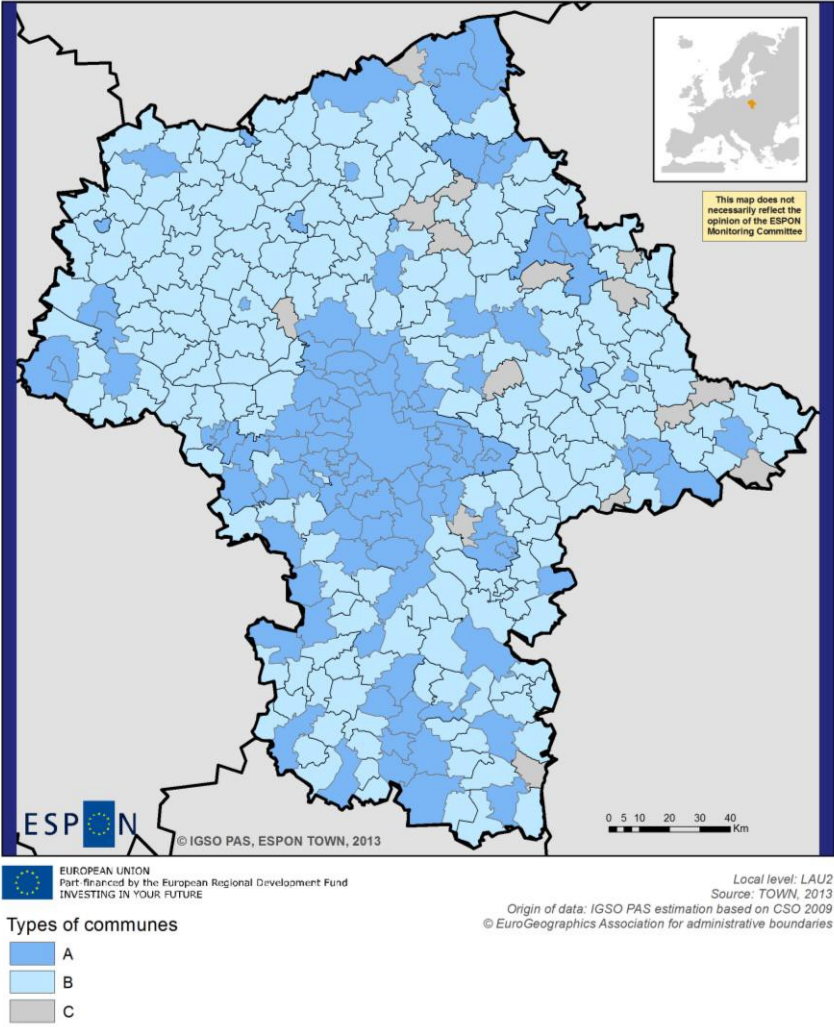 This map does not
necessarily reflect the
opinion of the ESPON
Monitoring Committee
ESPON
© IGSO PAS, ESPON TOWN, 2013
0 5 10 20 30 40
Km
EUROPEAN UNION
Part-financed by the European Regional Development Fund
INVESTING IN YOUR FUTURE
Local level: LAU2
Source: TOWN, 2013
Origin of data: IGSO PAS estimation based on CSO 2009
© EuroGeographics Association for administrative boundaries
Types of communes
A
B
C